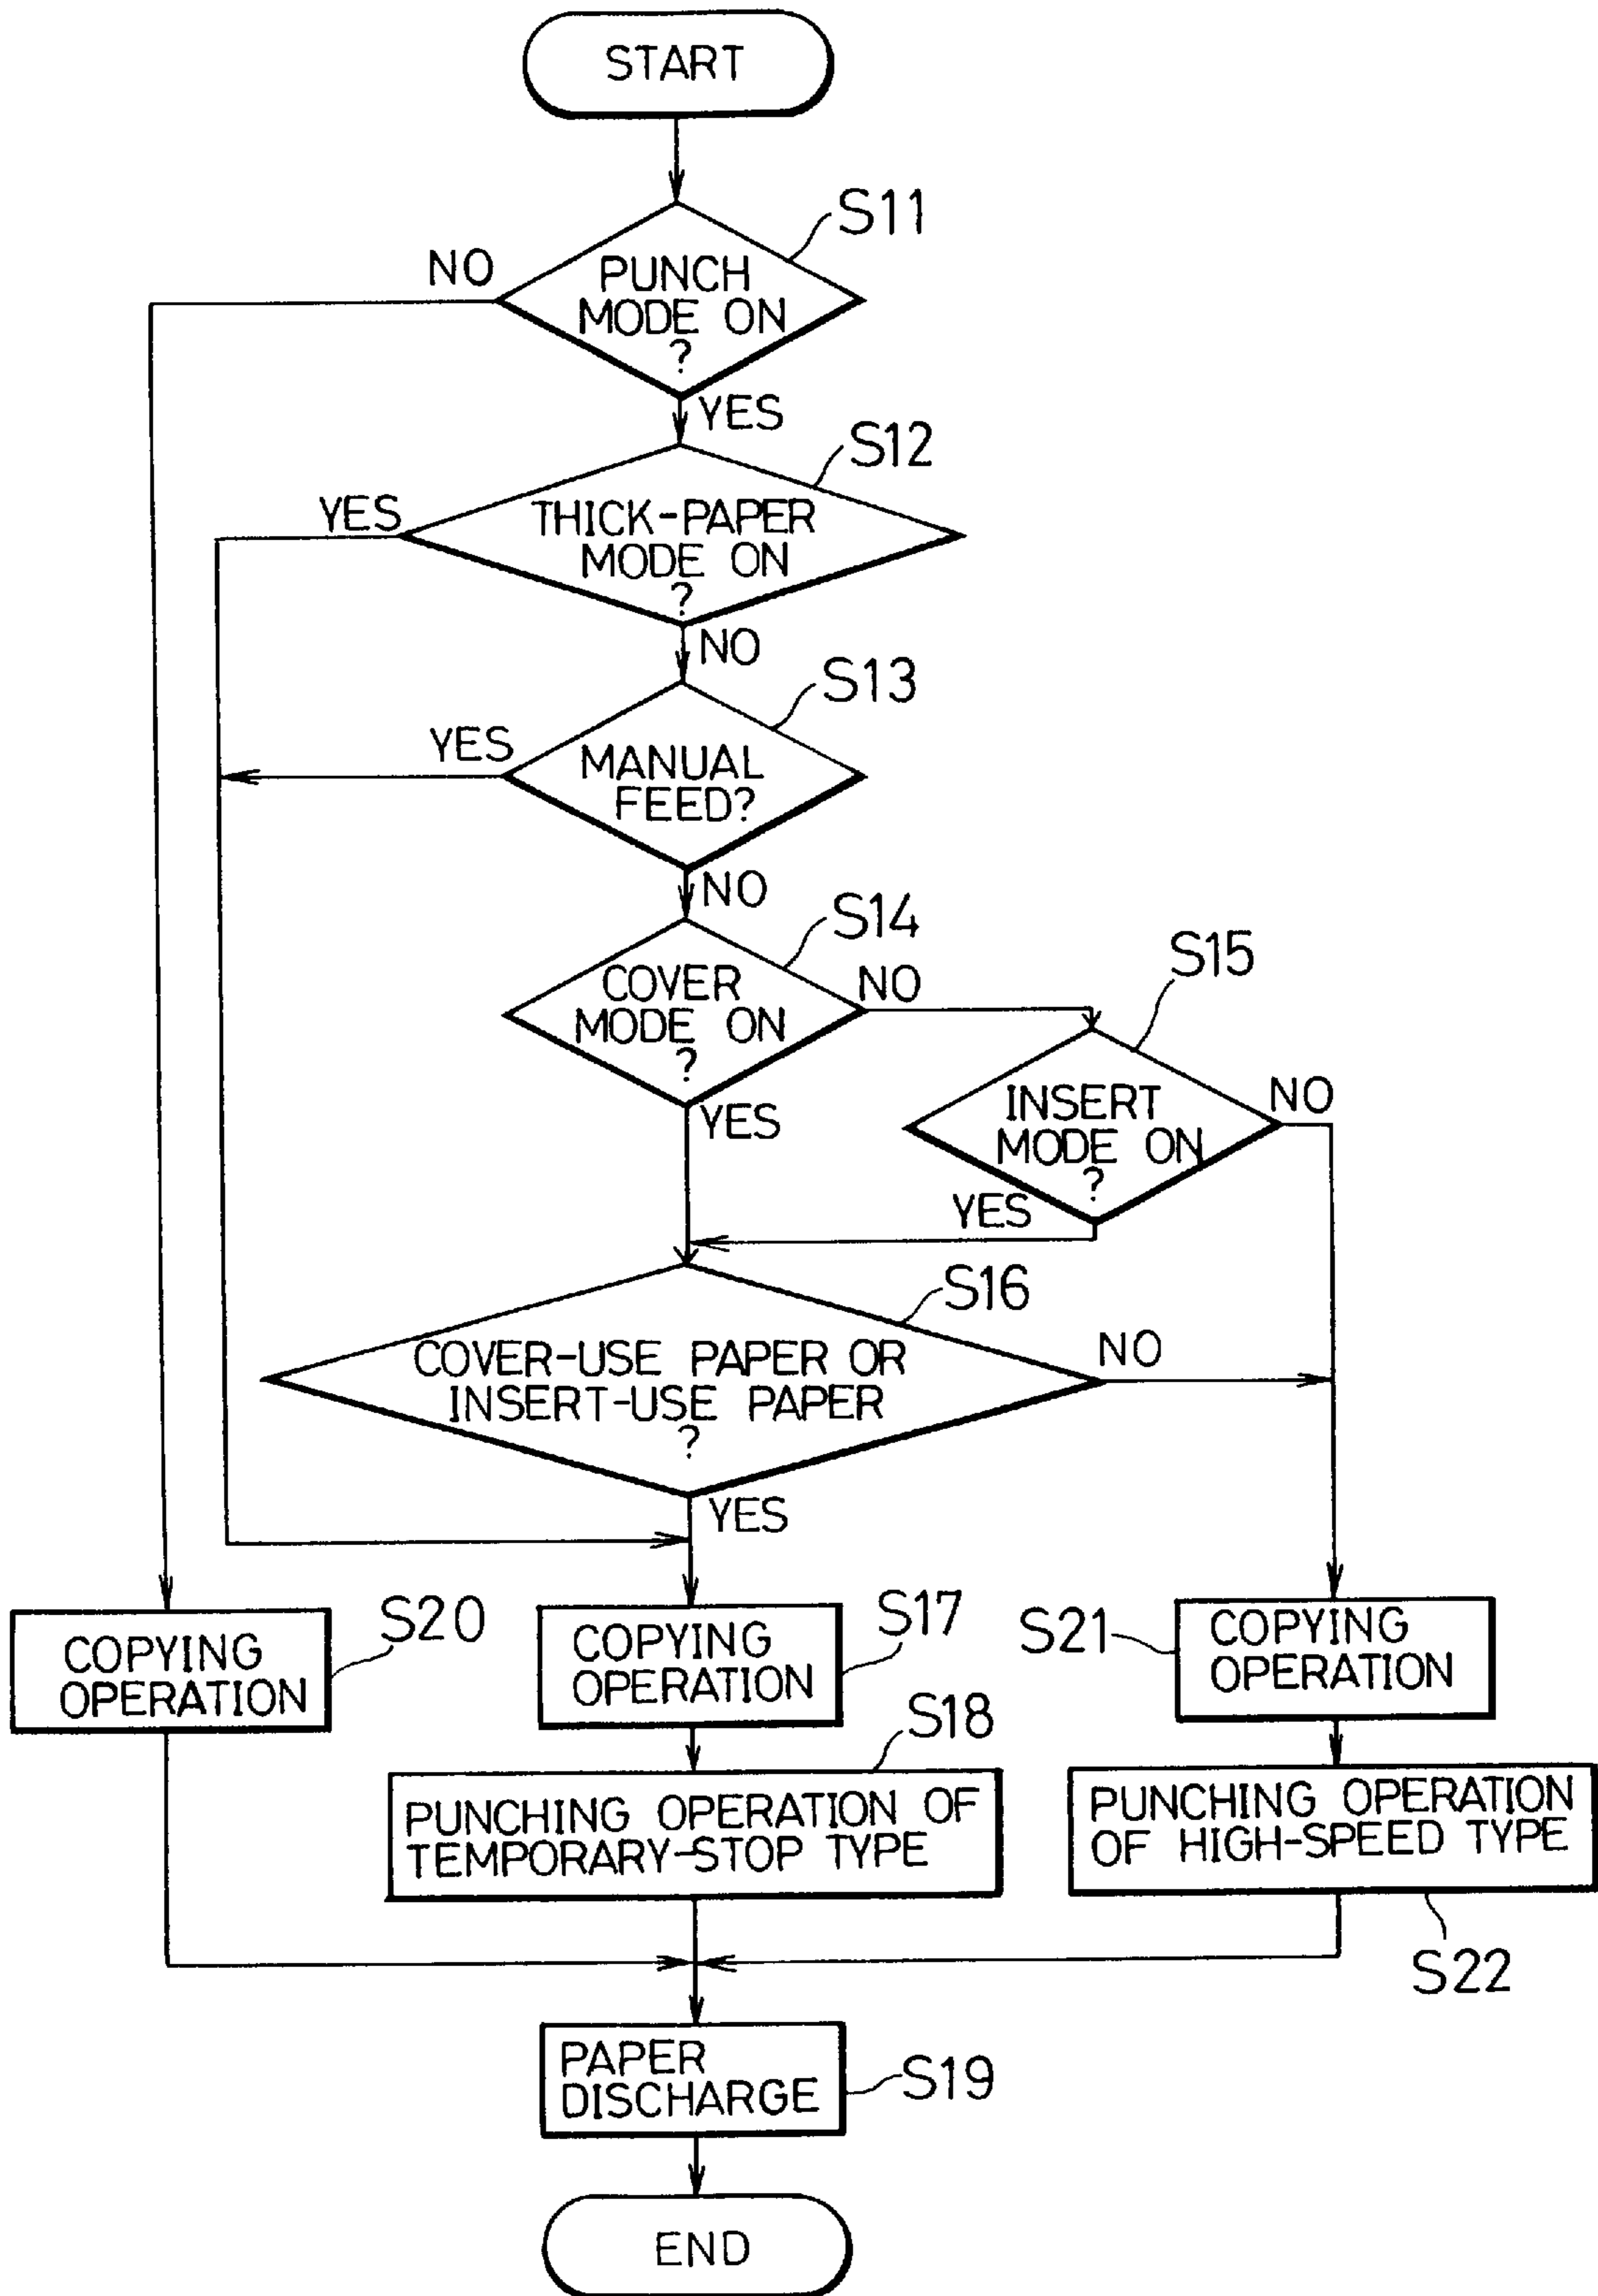 START
S11
NO
PUNCH
MODE ON
?
YES
S12
YES
THICK-PAPER
MODE ON
?
NO
S13
YES
MANUAL
FEED?
NO
S14
COVER
MODE ON
?
NO
YES
S15
INSERT
MODE ON
?
NO
YES
S16
COVER-USE PAPER OR
INSERT-USE PAPER
?
NO
YES
S20
COPYING
OPERATION
S17
COPYING
OPERATION
S21
COPYING
OPERATION
S18
PUNCHING OPERATION OF
TEMPORARY-STOP TYPE
PUNCHING OPERATION
OF HIGH-SPEED TYPE
S22
PAPER
DISCHARGE
S19
END